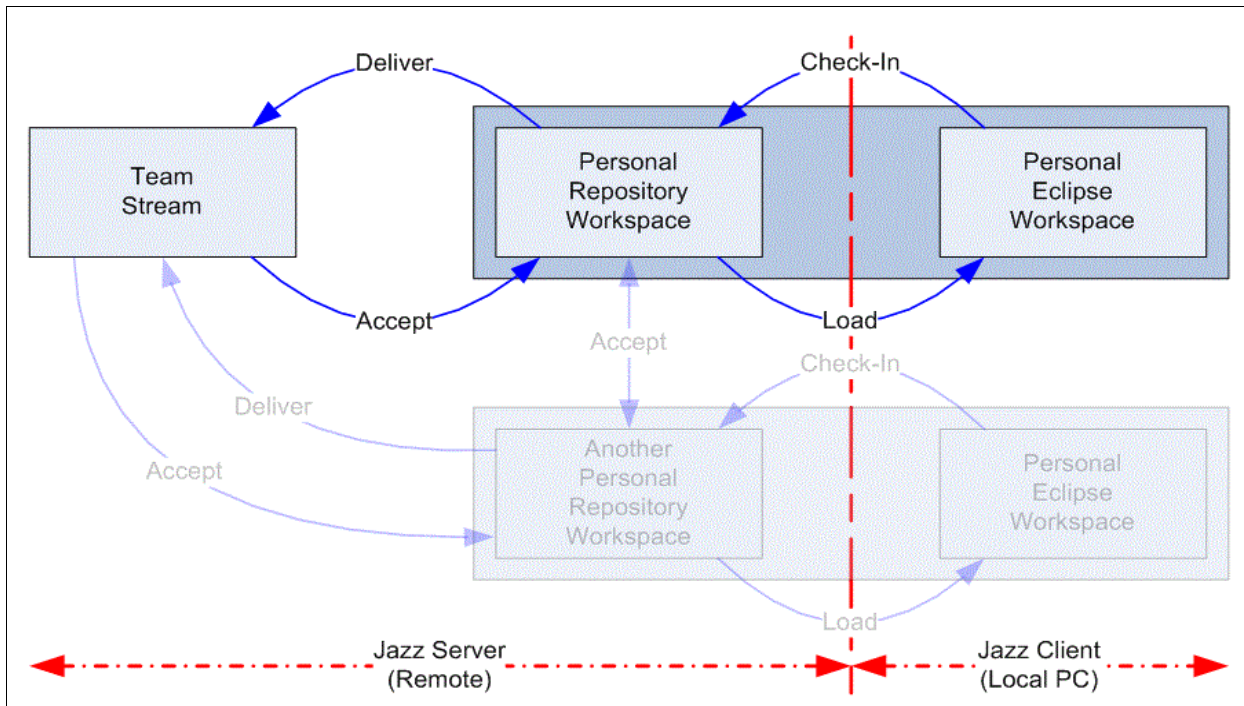 Deliver
Check-In
Team
Stream
Personal
Repository
Workspace
Personal
Eclipse
Workspace
Accept
Load
Accept
Check-In
Deliver
Accept
Another
Personal
Repository
Workspace
Personal
Eclipse
Workspace
Load
Jazz Server
(Remote)
Jazz Client
(Local PC)